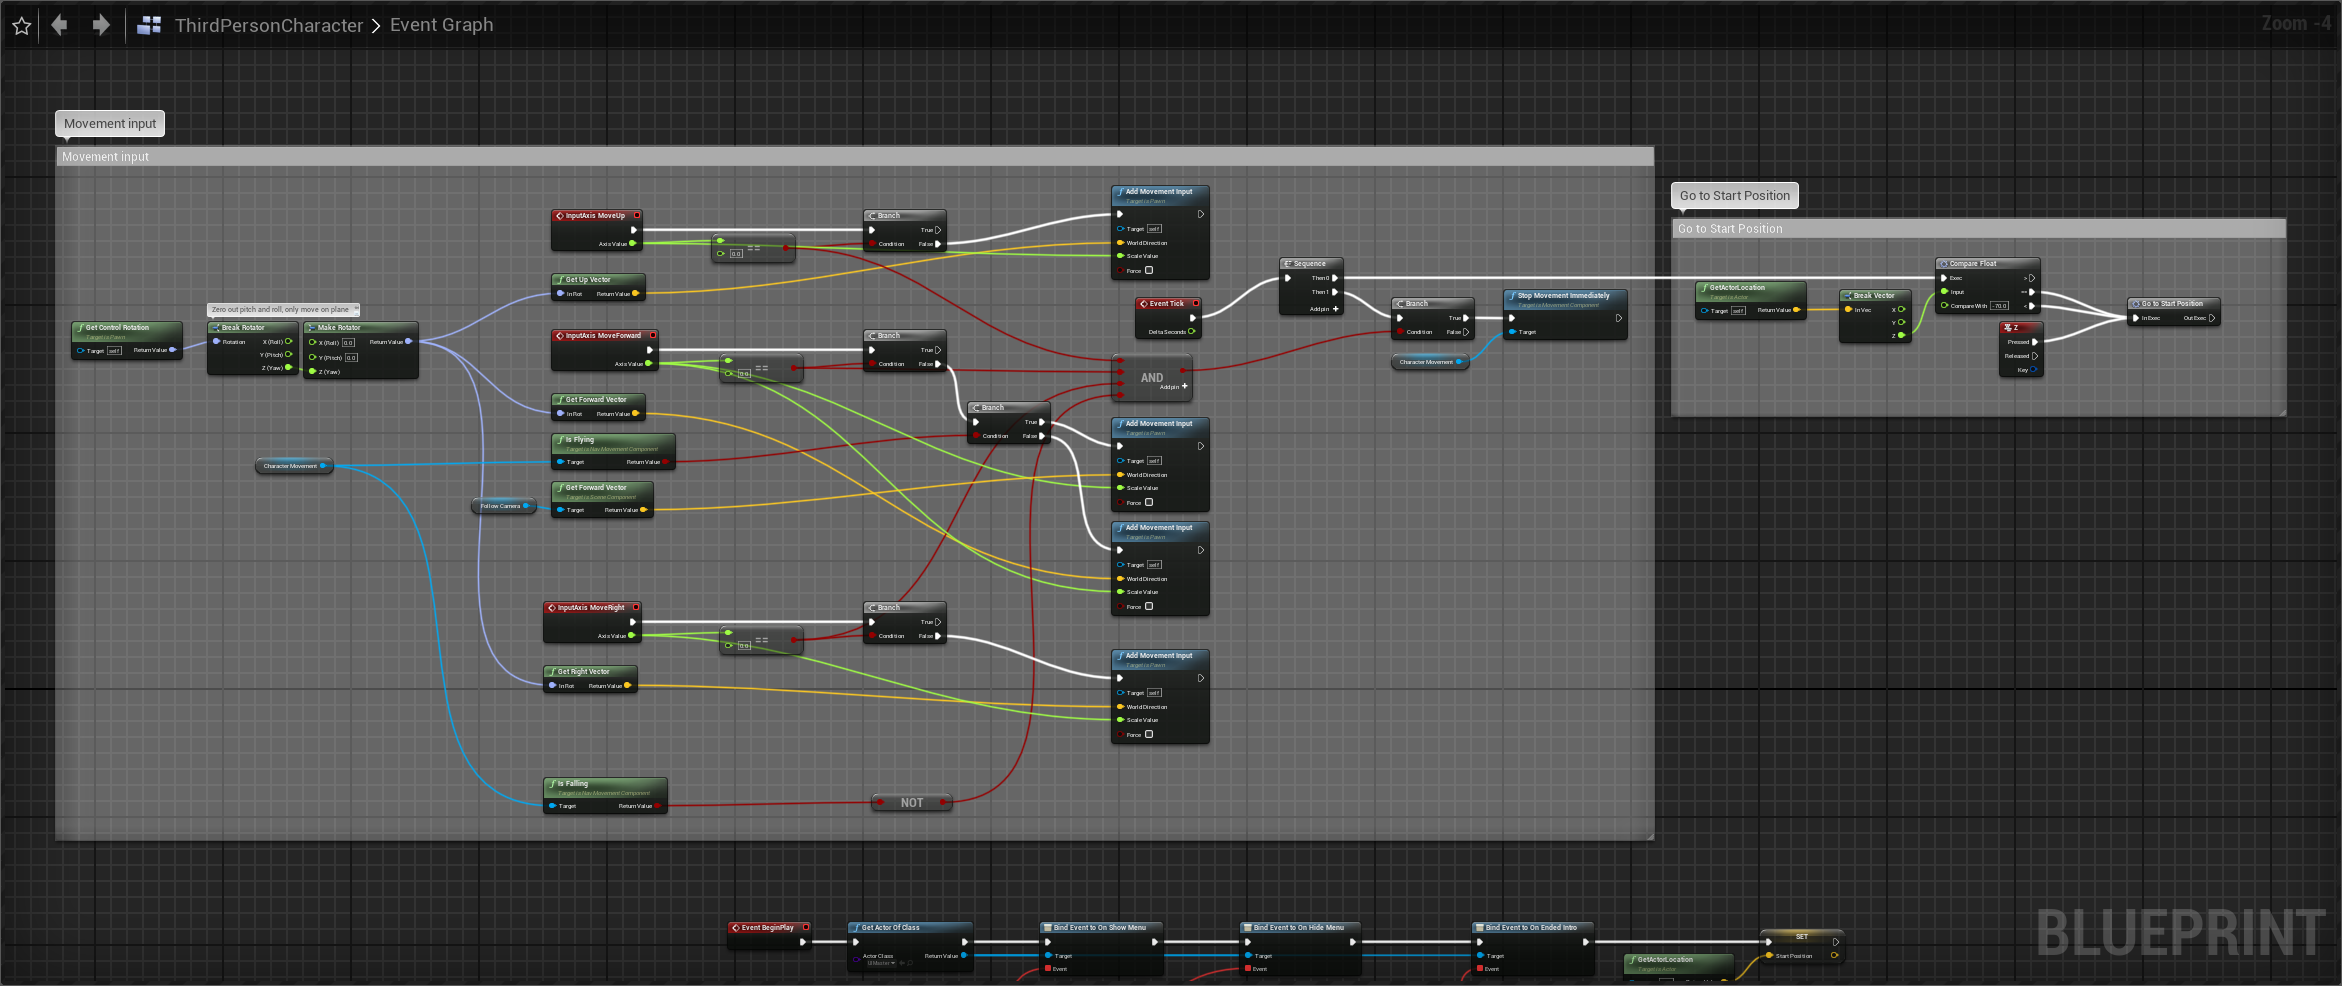 ThirdPersonCharacter > Event Graph
Zoom -4
Movement input
Movement input
InputAxis MoveUp
Axis Value
==
0.0
Branch
True
Condition False
Add Movement Input
Target is Pawn
Target self
World Direction
Scale Value
Force
Get Up Vector
In Rot Return Value
Zero out pitch and roll, only move on plane
Get Control Rotation
Target is Pawn
Target self Return Value
Break Rotator
Rotation X (Roll)
Y (Pitch)
Z (Yaw)
Make Rotator
X (Roll) 0.0 Return Value
Y (Pitch) 0.0
Z (Yaw)
InputAxis MoveForward
Axis Value
==
0.0
Branch
True
Condition False
Get Forward Vector
In Rot Return Value
Is Flying
Target is Nav Movement Component
Target Return Value
Character Movement
Follow Camera
Get Forward Vector
Target is Scene Component
Target Return Value
Branch
True
Condition False
Event Tick
Delta Seconds
AND
Add pin +
Sequence
Then 0
Then 1
Add pin +
Branch
True
Condition False
Stop Movement Immediately
Target is Movement Component
Target
Character Movement
Add Movement Input
Target is Pawn
Target self
World Direction
Scale Value
Force
Add Movement Input
Target is Pawn
Target self
World Direction
Scale Value
Force
InputAxis MoveRight
Axis Value
==
0.0
Branch
True
Condition False
Get Right Vector
In Rot Return Value
Add Movement Input
Target is Pawn
Target self
World Direction
Scale Value
Force
Is Falling
Target is Nav Movement Component
Target Return Value
NOT
Go to Start Position
Go to Start Position
GetActorLocation
Target is Actor
Target self Return Value
Break Vector
In Vec X
Y
Z
Compare Float
Exec >
Input ==
Compare With -70.0 <
Z
Pressed
Released
Key
Go to Start Position
In Exec Out Exec
Event BeginPlay
Get Actor Of Class
Actor Class Return Value
Bind Event to On Show Menu
Target
Event
Bind Event to On Hide Menu
Target
Event
Bind Event to On Ended Intro
Target
Event
GetActorLocation
Target is Actor
SET
Start Position
BLUEPRINT